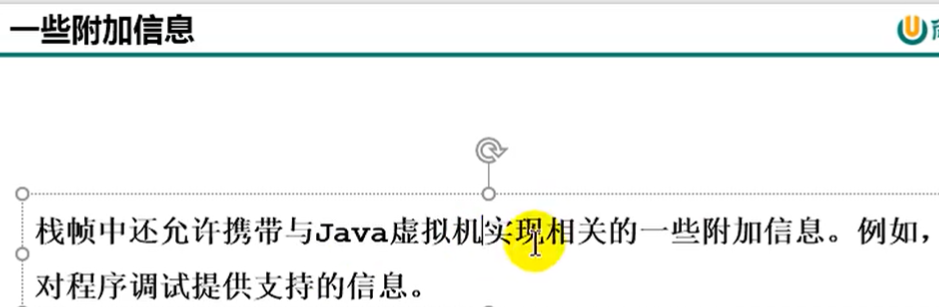 一些附加信息
栈帧中还允许携带与Java虚拟机实现相关的一些附加信息。例如，
对程序调试提供支持的信息。